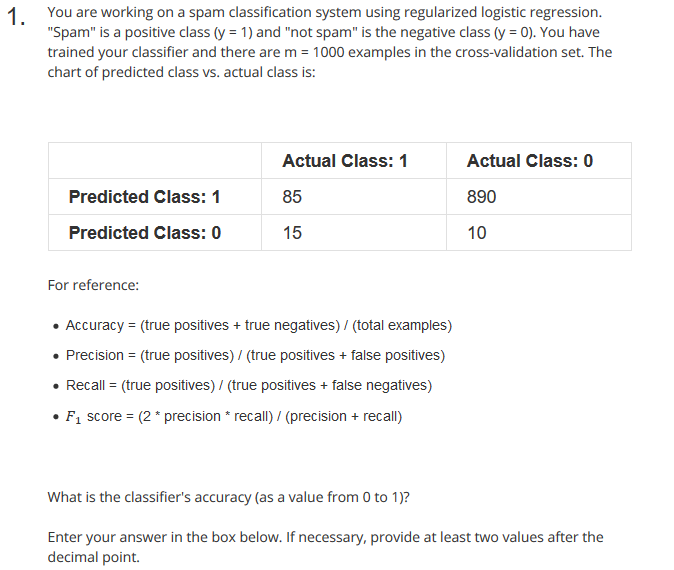 1. You are working on a spam classification system using regularized logistic regression.
"Spam" is a positive class (y = 1) and "not spam" is the negative class (y = 0). You have
trained your classifier and there are m = 1000 examples in the cross-validation set. The
chart of predicted class vs. actual class is:
Actual Class: 1 Actual Class: 0
Predicted Class: 1 85 890
Predicted Class: 0 15 10
For reference:
• Accuracy = (true positives + true negatives) / (total examples)
• Precision = (true positives) / (true positives + false positives)
• Recall = (true positives) / (true positives + false negatives)
• F₁ score = (2 * precision * recall) / (precision + recall)
What is the classifier's accuracy (as a value from 0 to 1)?
Enter your answer in the box below. If necessary, provide at least two values after the
decimal point.